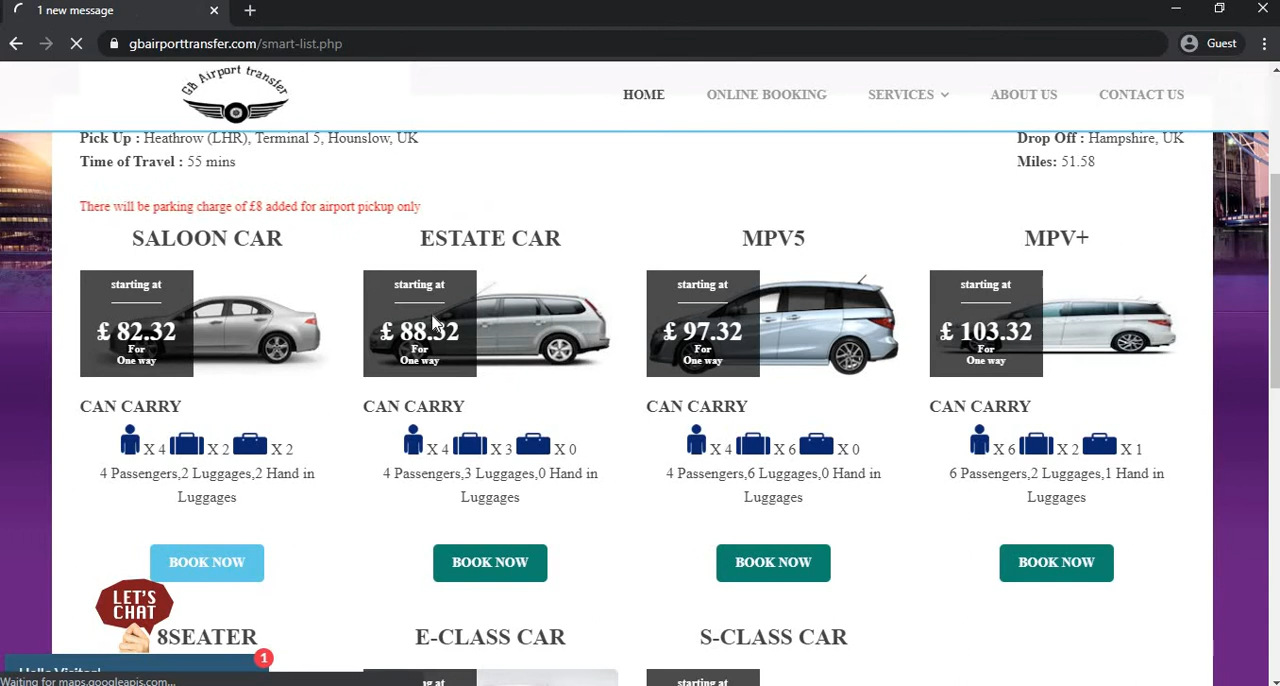 1 new message
gbairporttransfer.com/smart-list.php
Guest
Gb Airport transfer
HOME
ONLINE BOOKING
SERVICES
ABOUT US
CONTACT US
Pick Up : Heathrow (LHR), Terminal 5, Hounslow, UK
Drop Off : Hampshire, UK
Time of Travel : 55 mins
Miles: 51.58
There will be parking charge of £8 added for airport pickup only
SALOON CAR
ESTATE CAR
MPV5
MPV+
starting at
£ 82.32
For
One way
starting at
£ 88.32
For
One way
starting at
£ 97.32
For
One way
starting at
£ 103.32
For
One way
CAN CARRY
X 4 X 2 X 2
4 Passengers,2 Luggages,2 Hand in
Luggages
CAN CARRY
X 4 X 3 X 0
4 Passengers,3 Luggages,0 Hand in
Luggages
CAN CARRY
X 4 X 6 X 0
4 Passengers,6 Luggages,0 Hand in
Luggages
CAN CARRY
X 6 X 2 X 1
6 Passengers,2 Luggages,1 Hand in
Luggages
BOOK NOW
BOOK NOW
BOOK NOW
BOOK NOW
LET'S
CHAT
8SEATER
E-CLASS CAR
S-CLASS CAR
1
Hello Visitor!
starting at
Waiting for maps.googleapis.com...